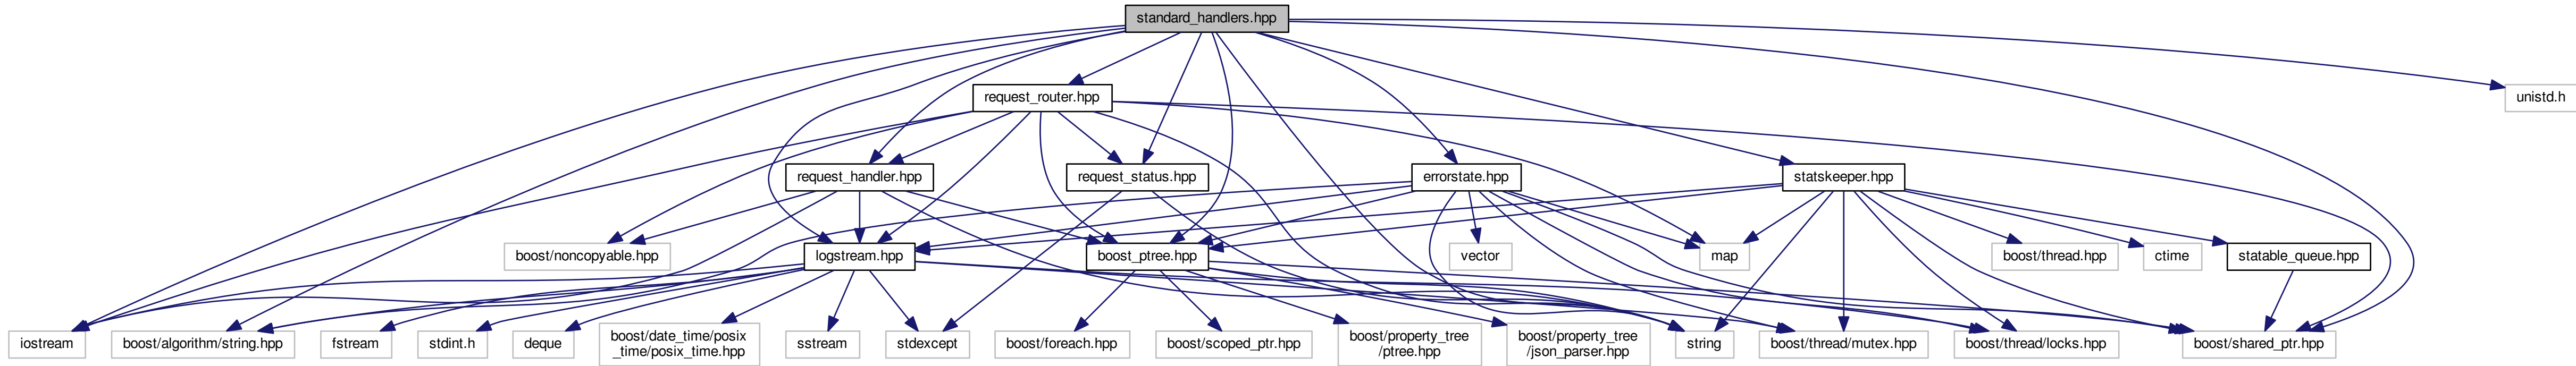 standard_handlers.hpp
request_router.hpp
unistd.h
request_handler.hpp
request_status.hpp
errorstate.hpp
statskeeper.hpp
boost/noncopyable.hpp
logstream.hpp
boost_ptree.hpp
vector
map
boost/thread.hpp
ctime
statable_queue.hpp
iostream
boost/algorithm/string.hpp
fstream
stdint.h
deque
boost/date_time/posix
_time/posix_time.hpp
sstream
stdexcept
boost/foreach.hpp
boost/scoped_ptr.hpp
boost/property_tree
/ptree.hpp
boost/property_tree
/json_parser.hpp
string
boost/thread/mutex.hpp
boost/thread/locks.hpp
boost/shared_ptr.hpp